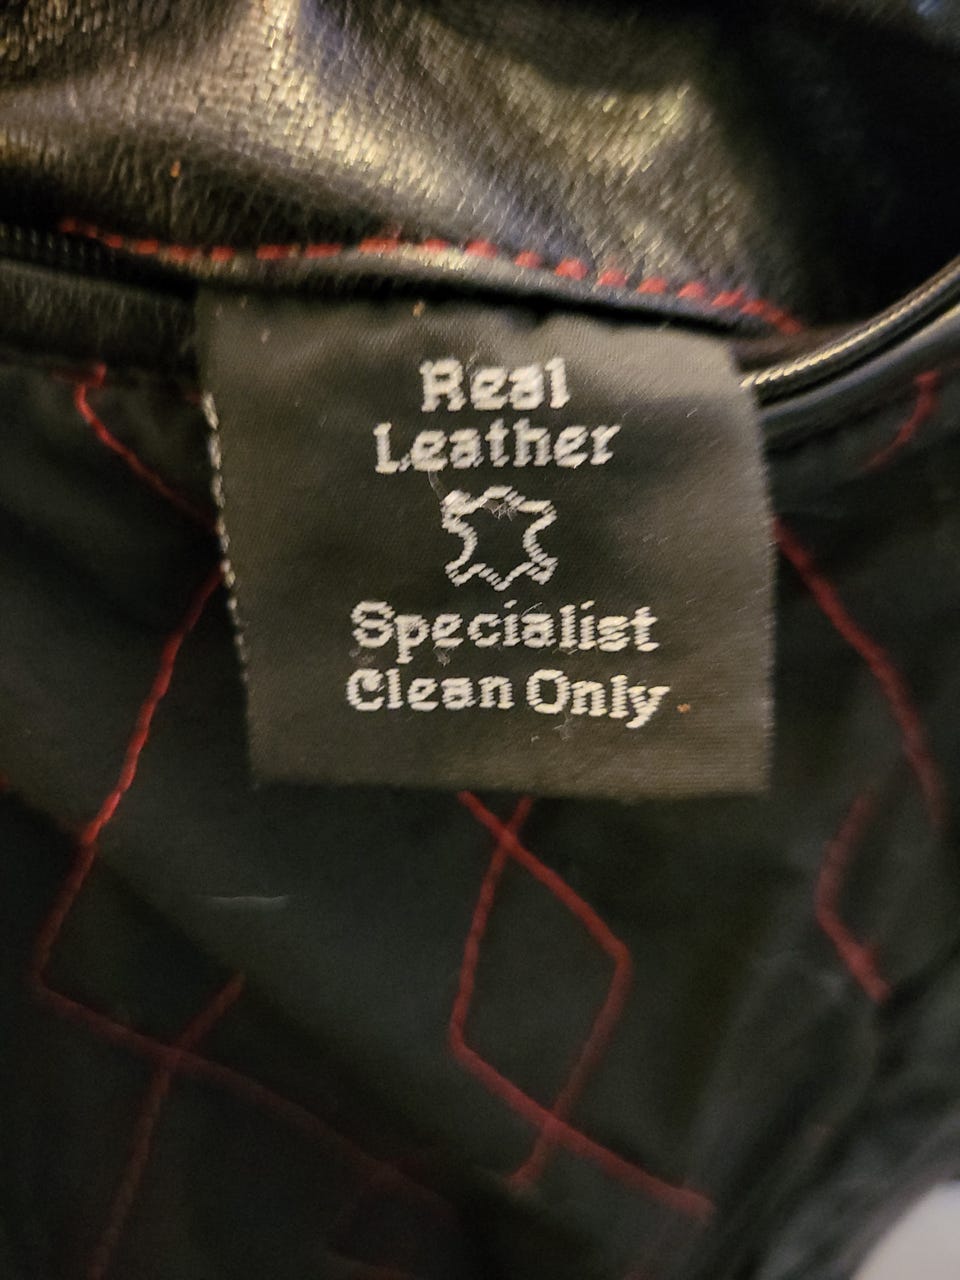 Real
Leather
Specialist
Clean Only